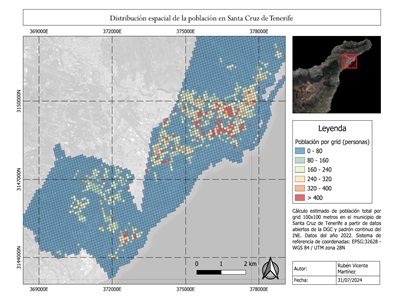 Distribución espacial de la población en Santa Cruz de Tenerife
369000E
372000E
375000E
378000E
3150000N
3147000N
3144000N
369000E
372000E
375000E
378000E
0 1 2 km
Leyenda
Población por grid (personas)
0 - 80
80 - 160
160 - 240
240 - 320
320 - 400
> 400
Cálculo estimado de población total por
grid 100x100 metros en el municipio de
Santa Cruz de Tenerife a partir de datos
abiertos de la DGC y padrón continuo del
INE. Datos del año 2022. Sistema de
referencia de coordenadas: EPSG:32628 -
WGS 84 / UTM zona 28N
Autor: Rubén Vicente
Martínez
Fecha: 31/07/2024